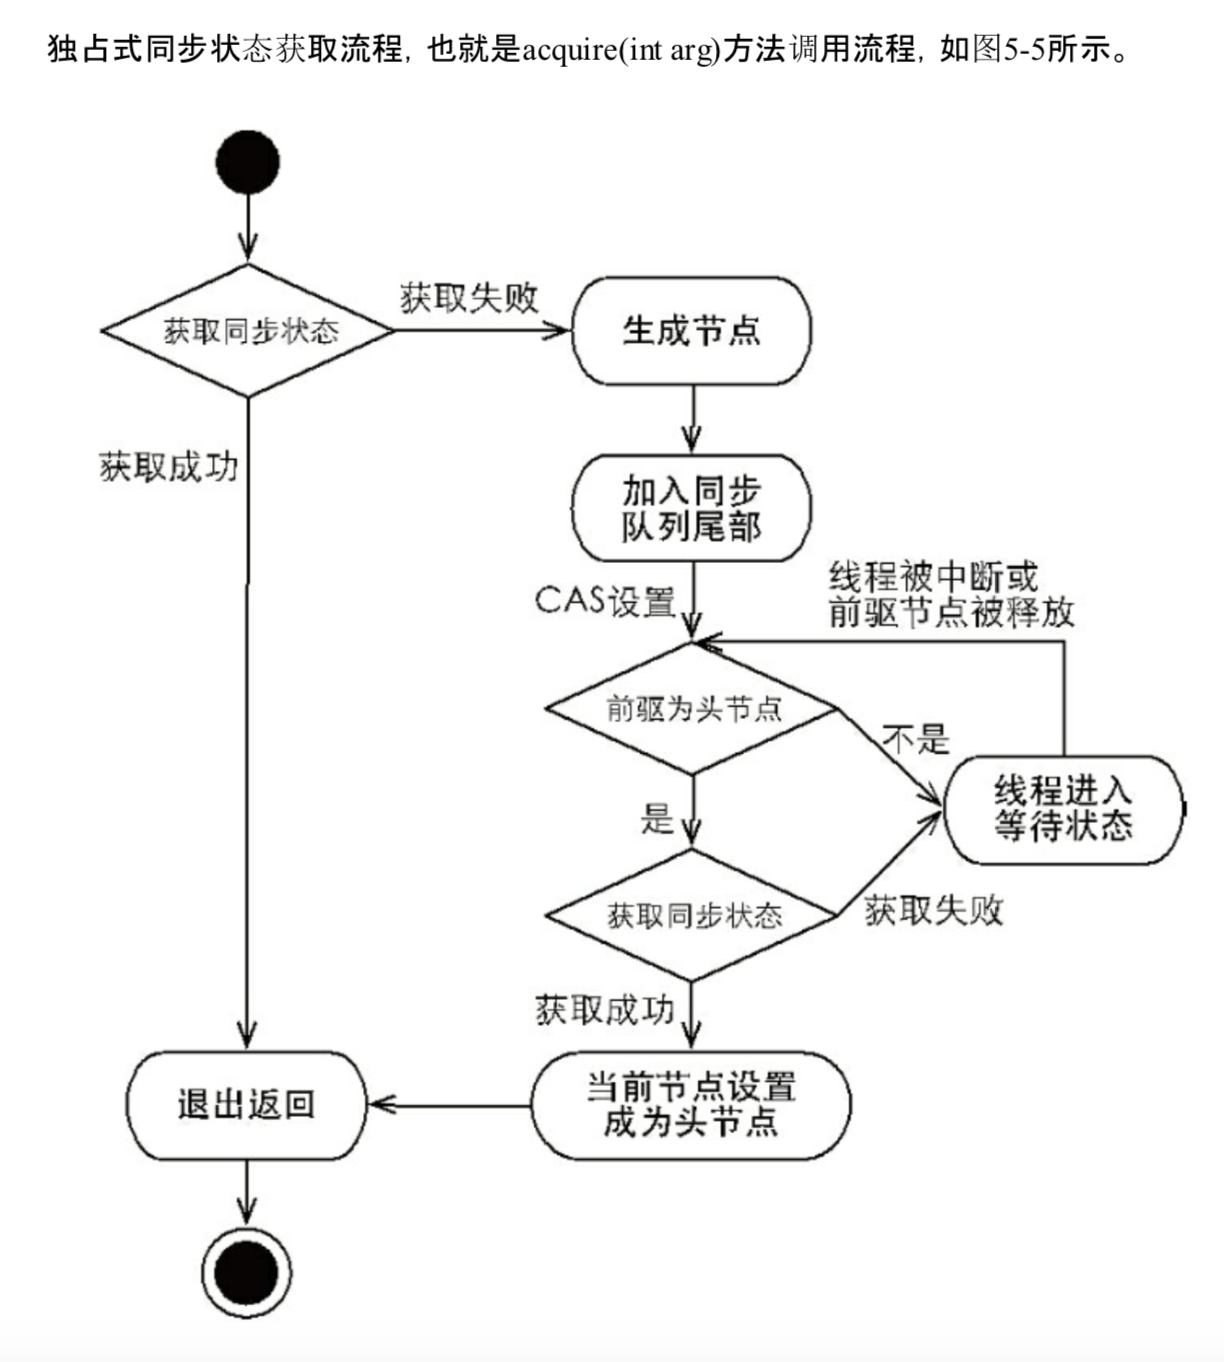 独占式同步状态获取流程，也就是acquire(int arg)方法调用流程，如图5-5所示。
获取同步状态
获取失败
生成节点
获取成功
加入同步
队列尾部
CAS设置
线程被中断或
前驱节点被释放
前驱为头节点
不是
线程进入
等待状态
是
获取同步状态
获取失败
获取成功
当前节点设置
成为头节点
退出返回